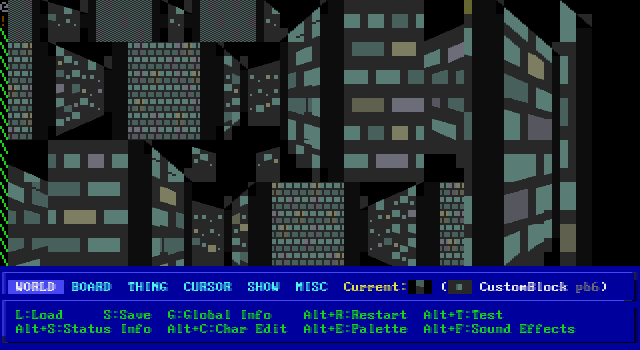 WORLD BOARD THING CURSOR SHOW MISC Current: ( CustomBlock pb6)
L:Load S:Save G:Global Info Alt+R:Restart Alt+T:Test
Alt+S:Status Info Alt+C:Char Edit Alt+E:Palette Alt+F:Sound Effects